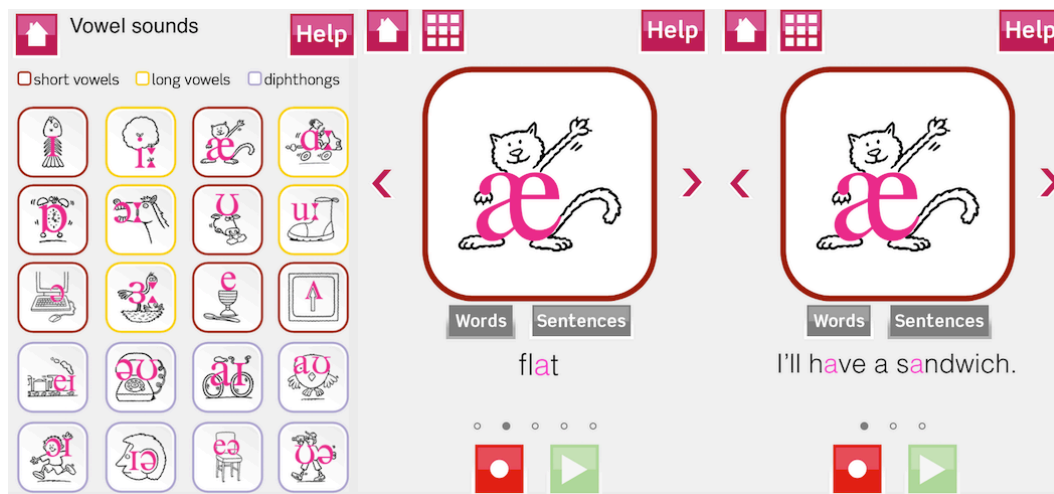 Vowel sounds
Help
short vowels long vowels diphthongs
ɪ iː æ ɑː
ɒ ɔː ʊ uː
ə ɜː e ʌ
eɪ əʊ aɪ aʊ
ɔɪ ɪə eə ʊə
Help
æ
Words Sentences
flat
Help
æ
Words Sentences
I'll have a sandwich.